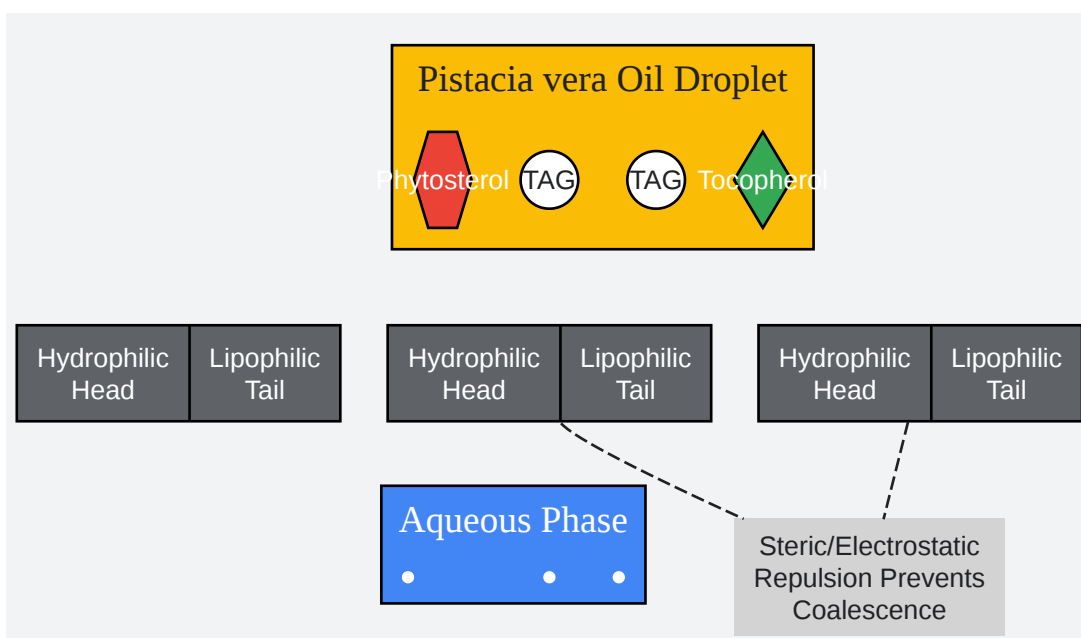 Pistacia vera Oil Droplet
Phytosterol
TAG
TAG
Tocopherol
Hydrophilic
Head
Lipophilic
Tail
Hydrophilic
Head
Lipophilic
Tail
Hydrophilic
Head
Lipophilic
Tail
Aqueous Phase
Steric/Electrostatic
Repulsion Prevents
Coalescence